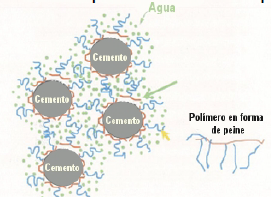 Agua
Cemento
Cemento
Cemento
Cemento
Polímero en forma
de peine